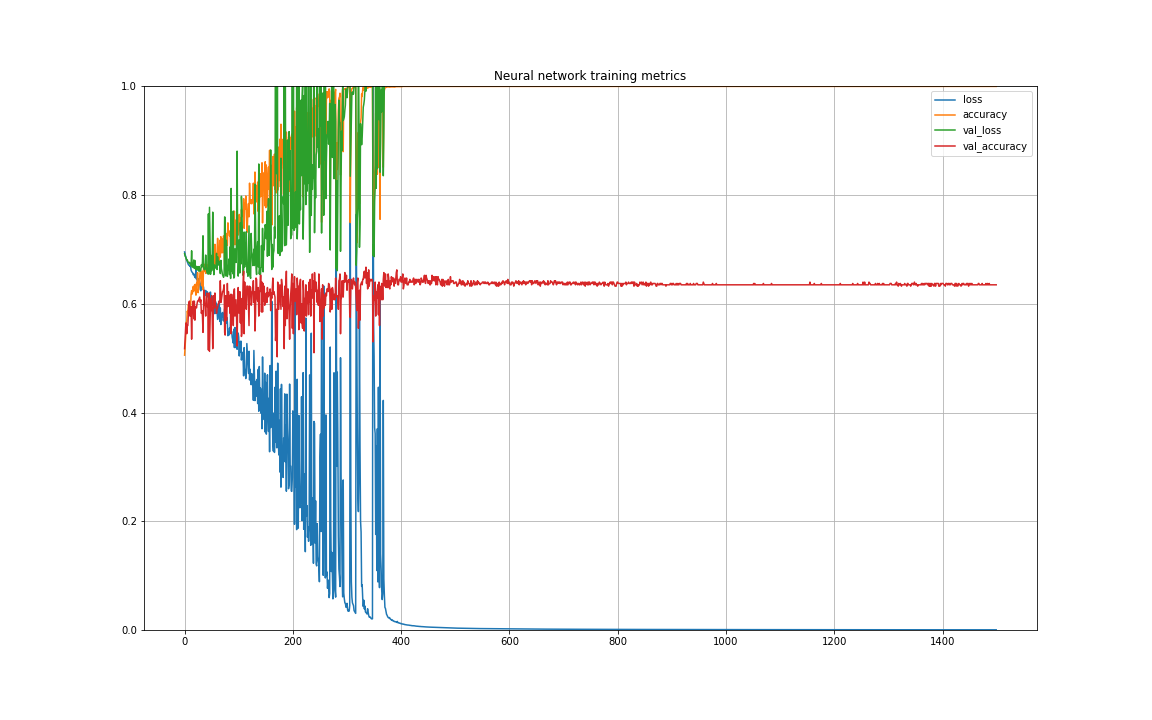 Neural network training metrics
1.0
0.8
0.6
0.4
0.2
0.0
loss
accuracy
val_loss
val_accuracy
0 200 400 600 800 1000 1200 1400